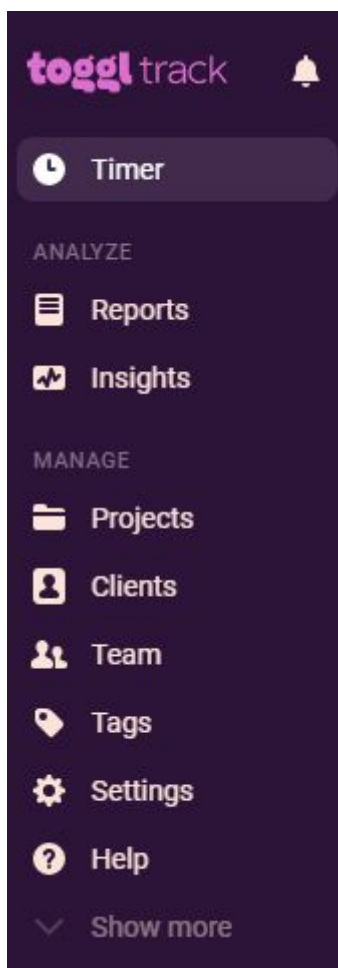 toggl track
Timer
ANALYZE
Reports
Insights
MANAGE
Projects
Clients
Team
Tags
Settings
Help
Show more